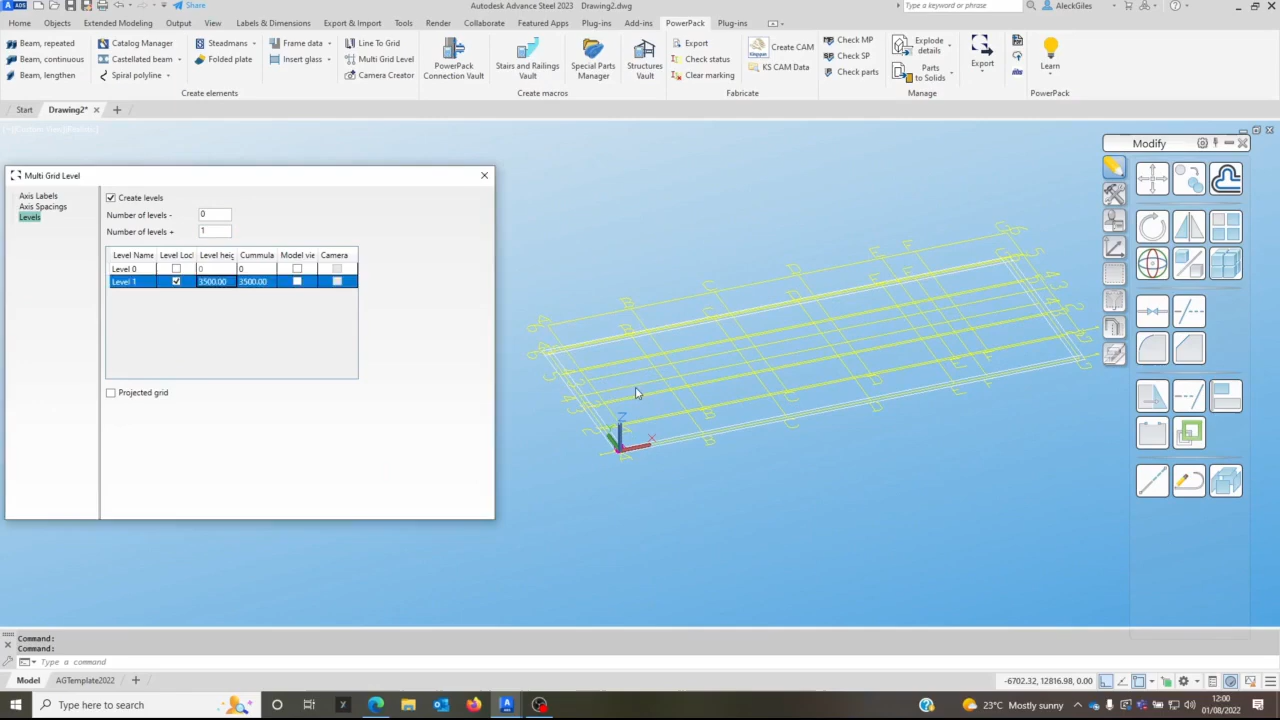 ADS
Share
Autodesk Advance Steel 2023 Drawing2.dwg
Type a keyword or phrase
AleckGiles
Home Objects Extended Modeling Output View Labels & Dimensions Export & Import Tools Render Collaborate Featured Apps Plug-ins Add-ins PowerPack Plug-ins
Beam, repeated
Beam, continuous
Beam, lengthen
Catalog Manager
Castellated beam
Spiral polyline
Steadmans
Folded plate
Frame data
Insert glass
Line To Grid
Multi Grid Level
Camera Creator
PowerPack
Connection Vault
Stairs and Railings
Vault
Special Parts
Manager
Structures
Vault
Export
Check status
Clear marking
Kingspan
Create CAM
KS CAM Data
Check MP
Check SP
Check parts
Explode
details
Parts
to Solids
Export
Learn
Create elements Create macros Fabricate Manage PowerPack
Start Drawing2*
Modify
Multi Grid Level
Axis Labels
Axis Spacings
Levels
Create levels
Number of levels - 0
Number of levels + 1
Level Name Level Loc Level heig Cummula Model vie Camera
Level 0 0 0
Level 1 3500.00 3500.00
Projected grid
Z
X
Command:
Command:
Type a command
Model AGTemplate2022
-6702.32, 12816.98, 0.00
Type here to search
23°C Mostly sunny
12:00
01/08/2022